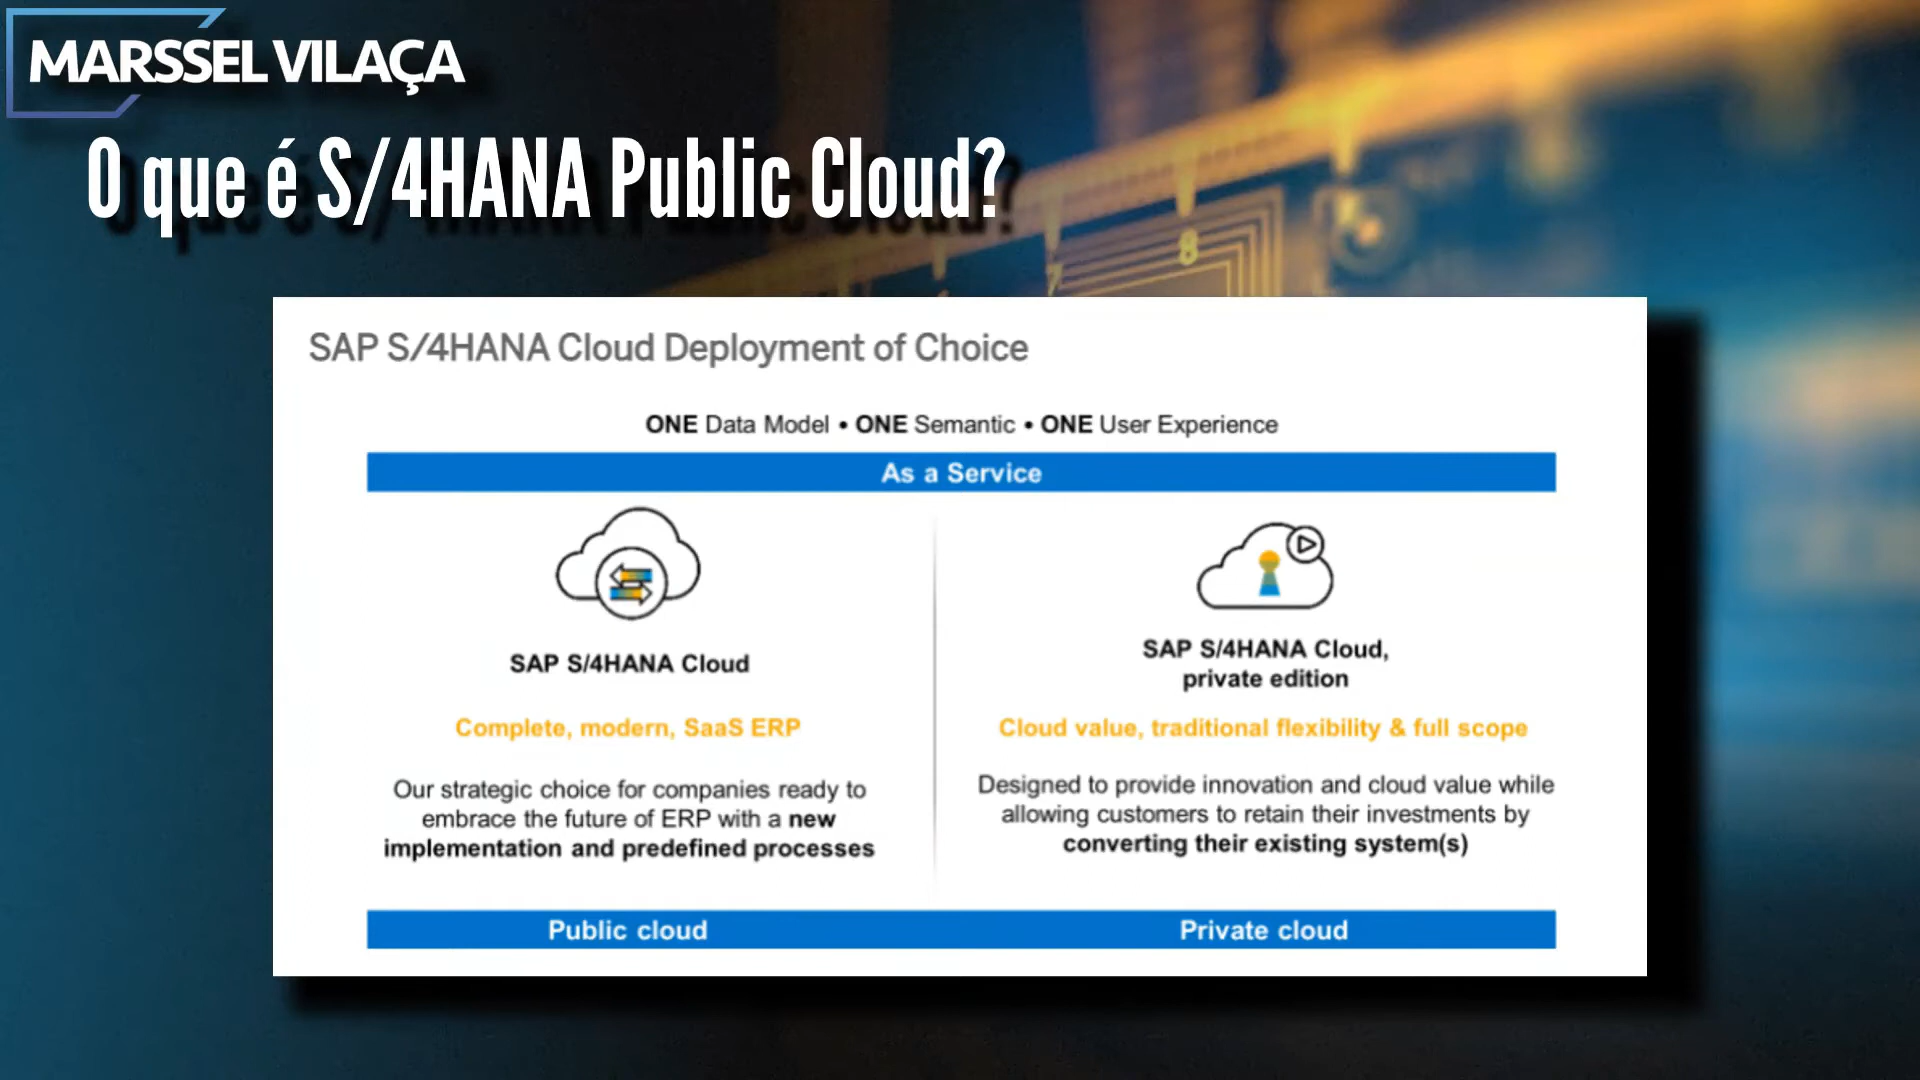 MARSSEL VILAÇA
O que é S/4HANA Public Cloud?
8
7
SAP S/4HANA Cloud Deployment of Choice
ONE Data Model • ONE Semantic • ONE User Experience
As a Service
SAP S/4HANA Cloud
Complete, modern, SaaS ERP
Our strategic choice for companies ready to
embrace the future of ERP with a new
implementation and predefined processes
Public cloud
SAP S/4HANA Cloud,
private edition
Cloud value, traditional flexibility & full scope
Designed to provide innovation and cloud value while
allowing customers to retain their investments by
converting their existing system(s)
Private cloud